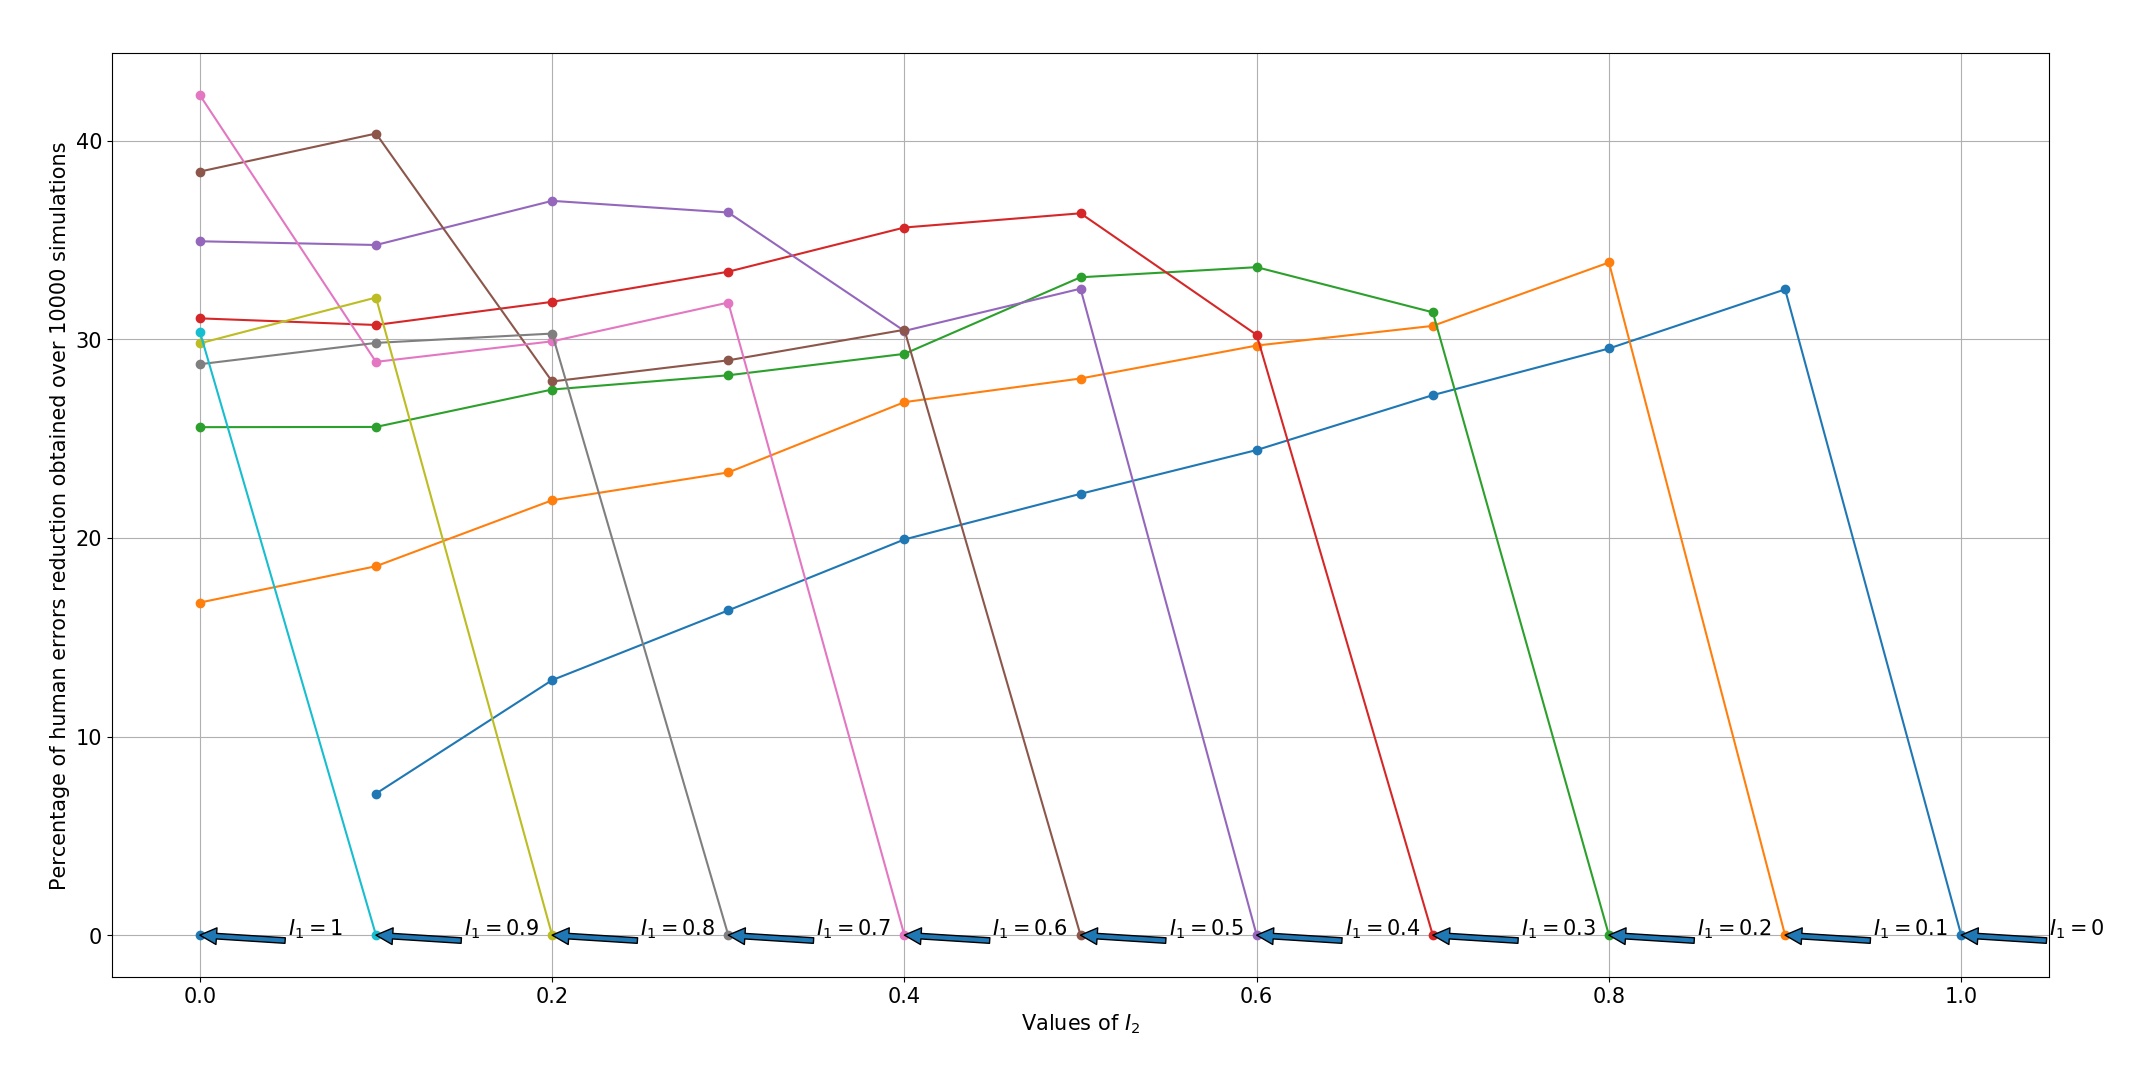 Percentage of human errors reduction obtained over 10000 simulations
40
30
20
10
0
I₁ = 1
I₁ = 0.9
I₁ = 0.8
I₁ = 0.7
I₁ = 0.6
I₁ = 0.5
I₁ = 0.4
I₁ = 0.3
I₁ = 0.2
I₁ = 0.1
I₁ = 0
0.0 0.2 0.4 0.6 0.8 1.0
Values of I₂